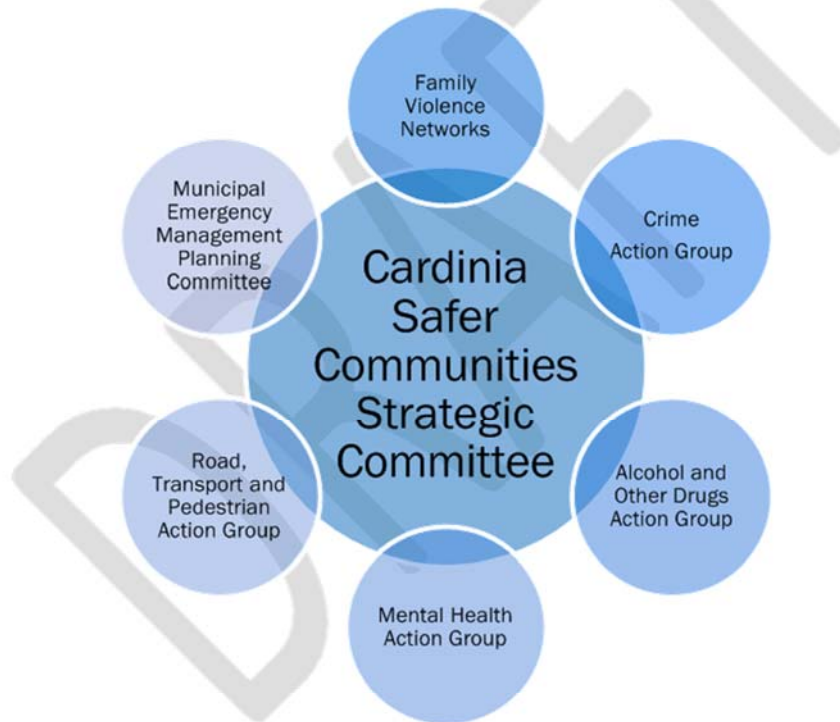 Family
Violence
Networks
Crime
Action Group
Alcohol and
Other Drugs
Action Group
Mental Health
Action Group
Road,
Transport and
Pedestrian
Action Group
Municipal
Emergency
Management
Planning
Committee
Cardinia
Safer
Communities
Strategic
Committee
DRAFT